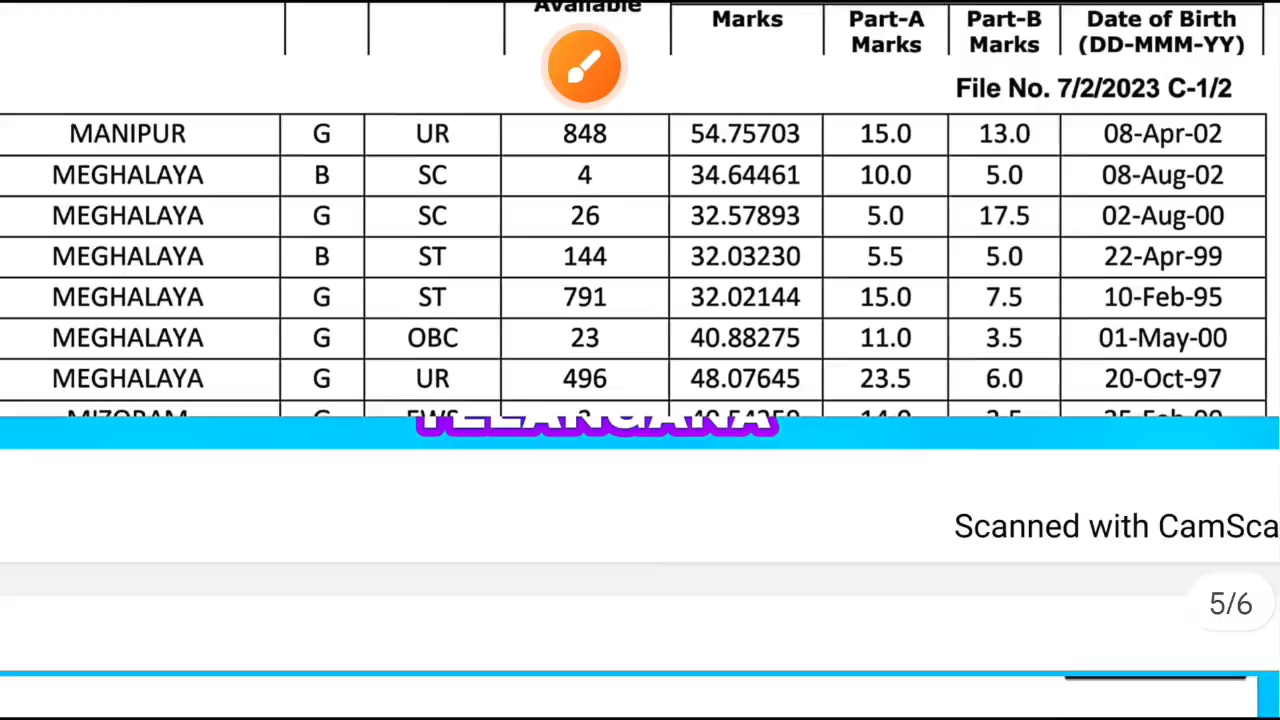 Available
Marks Part-A Marks Part-B Marks Date of Birth (DD-MMM-YY)
File No. 7/2/2023 C-1/2
MANIPUR G UR 848 54.75703 15.0 13.0 08-Apr-02
MEGHALAYA B SC 4 34.64461 10.0 5.0 08-Aug-02
MEGHALAYA G SC 26 32.57893 5.0 17.5 02-Aug-00
MEGHALAYA B ST 144 32.03230 5.5 5.0 22-Apr-99
MEGHALAYA G ST 791 32.02144 15.0 7.5 10-Feb-95
MEGHALAYA G OBC 23 40.88275 11.0 3.5 01-May-00
MEGHALAYA G UR 496 48.07645 23.5 6.0 20-Oct-97
MIZORAM G EWS
TELANGANA
Scanned with CamSca
5/6